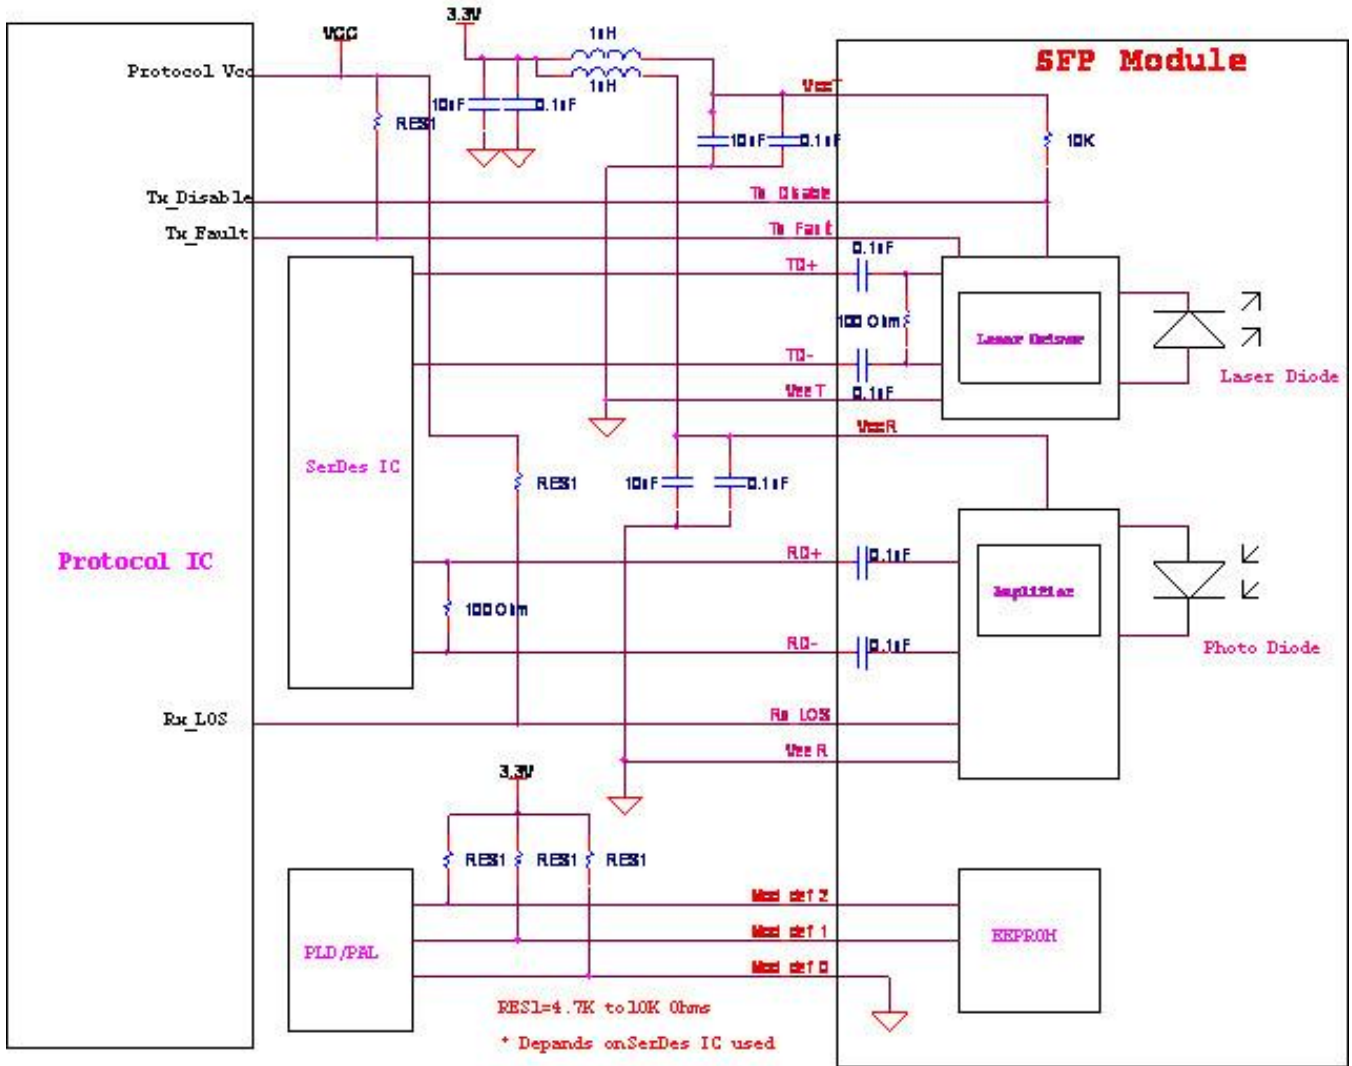 3.3V
VCC
1uH
SFP Module
Protocol Vcc
1uH
VccT
10uF
0.1uF
RES1
10uF
0.1uF
10K
Tx_Disable
Tx Disable
Tx_Fault
Tx Fault
0.1uF
TD+
100 Ohm
Laser Driver
TD-
Laser Diode
VeeT
0.1uF
VccR
SerDes IC
RES1
10uF
0.1uF
Protocol IC
RD+
0.1uF
Amplifier
100 Ohm
RD-
0.1uF
Photo Diode
Rx_LOS
Rx LOS
VeeR
3.3V
RES1
RES1
RES1
Mod def 2
Mod def 1
EEPROM
PLD/PAL
Mod def 0
RES1=4.7K to10K Ohms
* Depands onSerDes IC used